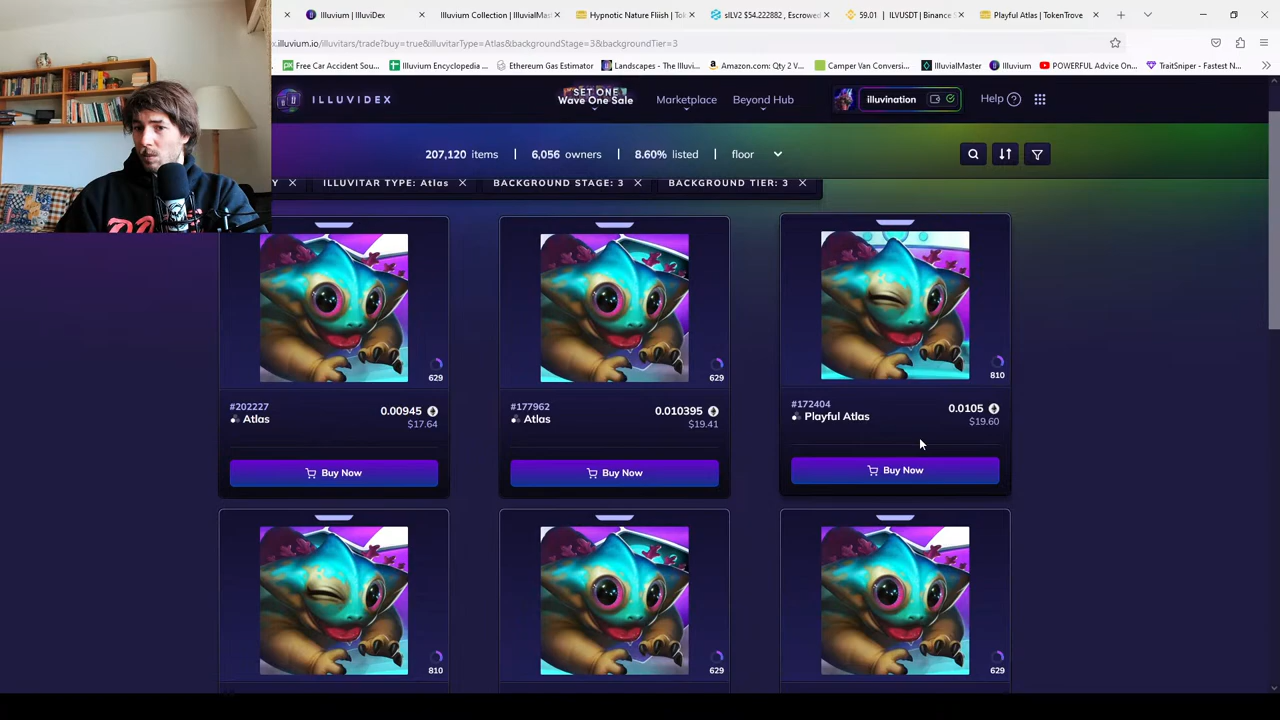 Illuvium | IlluviDex
Illuvium Collection | IlluvialMast
Hypnotic Nature Fliish | Tok
sILV2 $54.222882 , Escrowed
59.01 | ILVUSDT | Binance S
Playful Atlas | TokenTrove
x.illuvium.io/illuvitars/trade?buy=true&illuvitarType=Atlas&backgroundStage=3&backgroundTier=3
Free Car Accident Sou...
Illuvium Encyclopedia ...
Ethereum Gas Estimator
Landscapes - The Illuvi...
Amazon.com: Qty 2 V...
Camper Van Conversi...
IlluvialMaster
Illuvium
POWERFUL Advice On...
TraitSniper - Fastest N...
ILLUVIDEX
SET ONE
Wave One Sale
Marketplace
Beyond Hub
illuvination
Help
207,120 items
6,056 owners
8.60% listed
floor
Y
ILLUVITAR TYPE: Atlas
BACKGROUND STAGE: 3
BACKGROUND TIER: 3
629
#202227
Atlas
0.00945
$17.64
Buy Now
629
#177962
Atlas
0.010395
$19.41
Buy Now
810
#172404
Playful Atlas
0.0105
$19.60
Buy Now
810
629
629